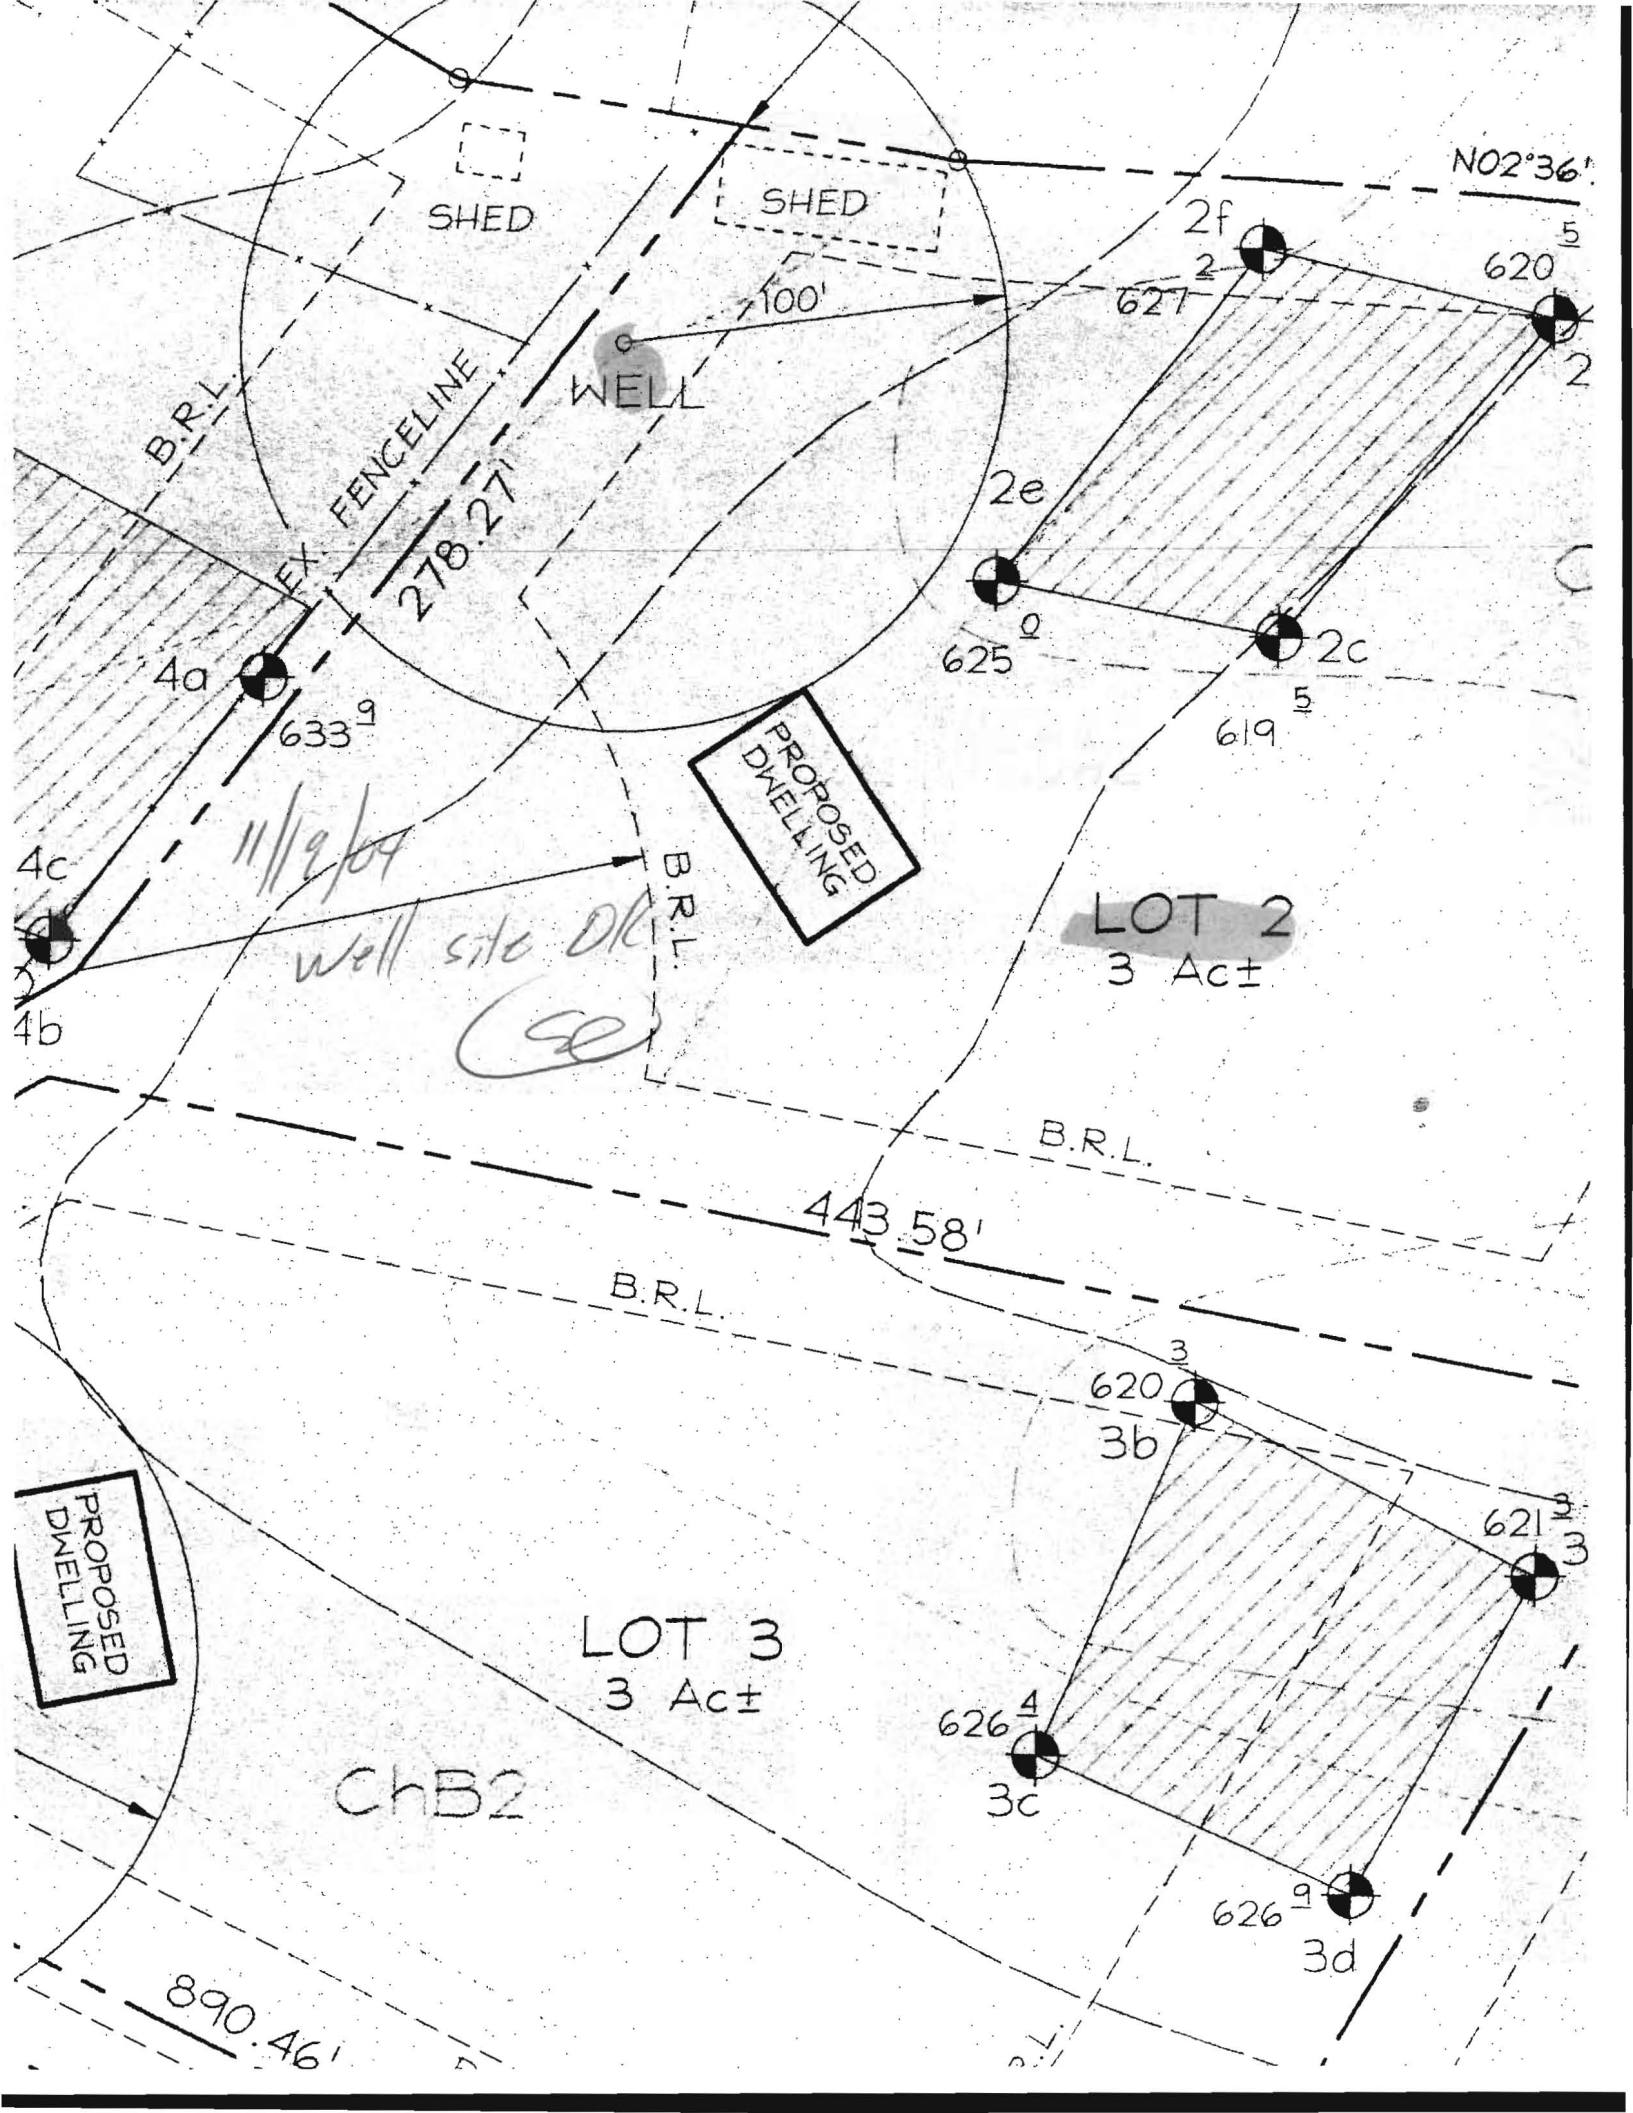 N02°36'
SHED
SHED
2f
627 2
620 5
2
100'
WELL
B.R.L.
EX. FENCELINE
278.27'
2e
625 0
2c
619 5
4a
633 9
PROPOSED
DWELLING
11/19/04
Well site OK
4c
4b
B.R.L.
LOT 2
3 Ac±
B.R.L.
443.58'
B.R.L.
620 3
3b
621 3
3
PROPOSED
DWELLING
LOT 3
3 Ac±
626 4
3c
ChB2
626 9
3d
890.46'